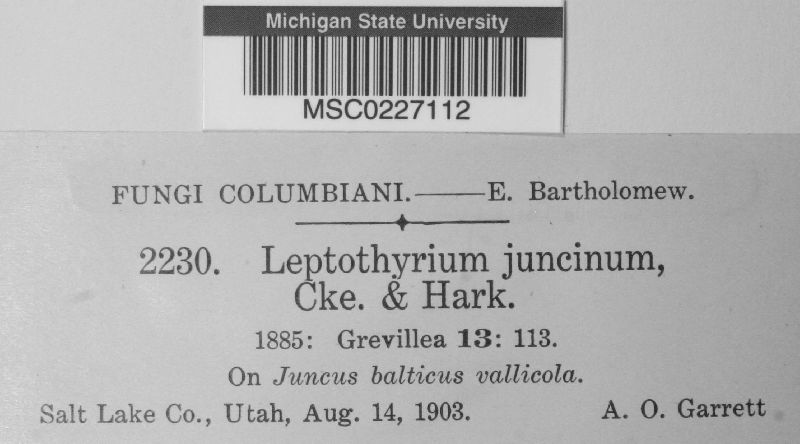 Michigan State University
MSC0227112
FUNGI COLUMBIANI.——E. Bartholomew.
2230. Leptothyrium juncinum,
Cke. & Hark.
1885: Grevillea 13: 113.
On Juncus balticus vallicola.
Salt Lake Co., Utah, Aug. 14, 1903. A. O. Garrett